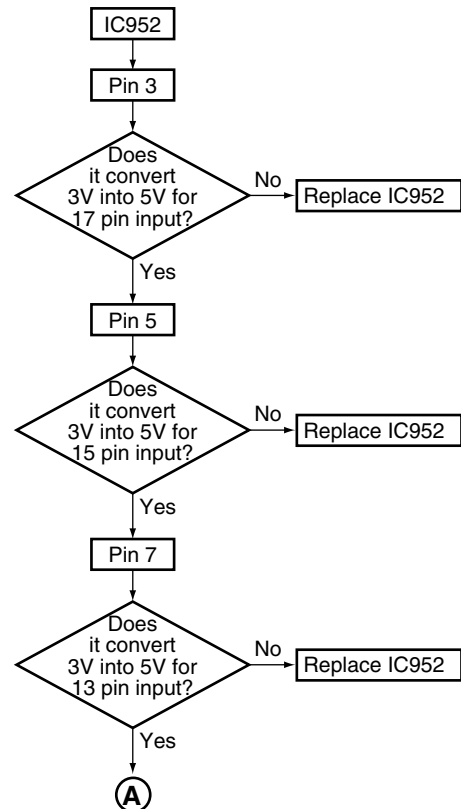 IC952
Pin 3
Does
it convert
3V into 5V for
17 pin input?
No
Replace IC952
Yes
Pin 5
Does
it convert
3V into 5V for
15 pin input?
No
Replace IC952
Yes
Pin 7
Does
it convert
3V into 5V for
13 pin input?
No
Replace IC952
Yes
A